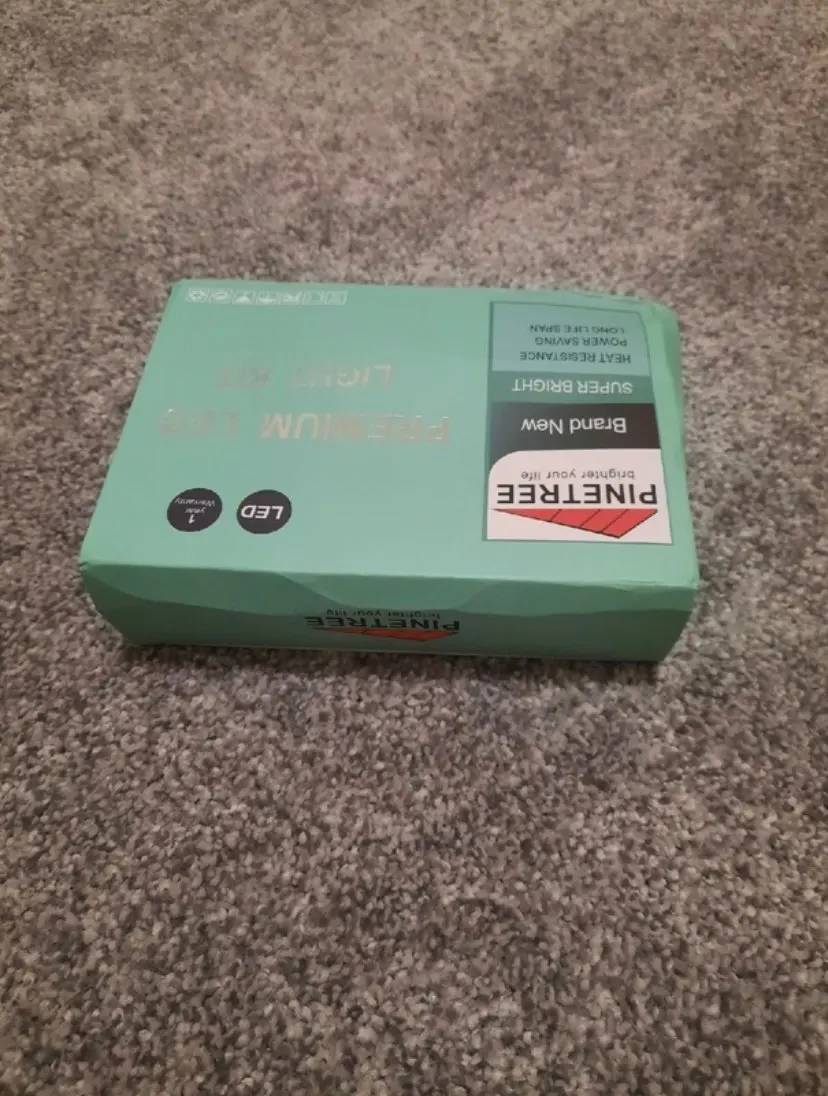 PINETREE
brighter your life
Brand New
SUPER BRIGHT
HEAT RESISTANCE
POWER SAVING
LONG LIFE SPAN
LED
1
year
Warranty
PREMIUM LED
LIGHT KIT
PINETREE
brighter your life